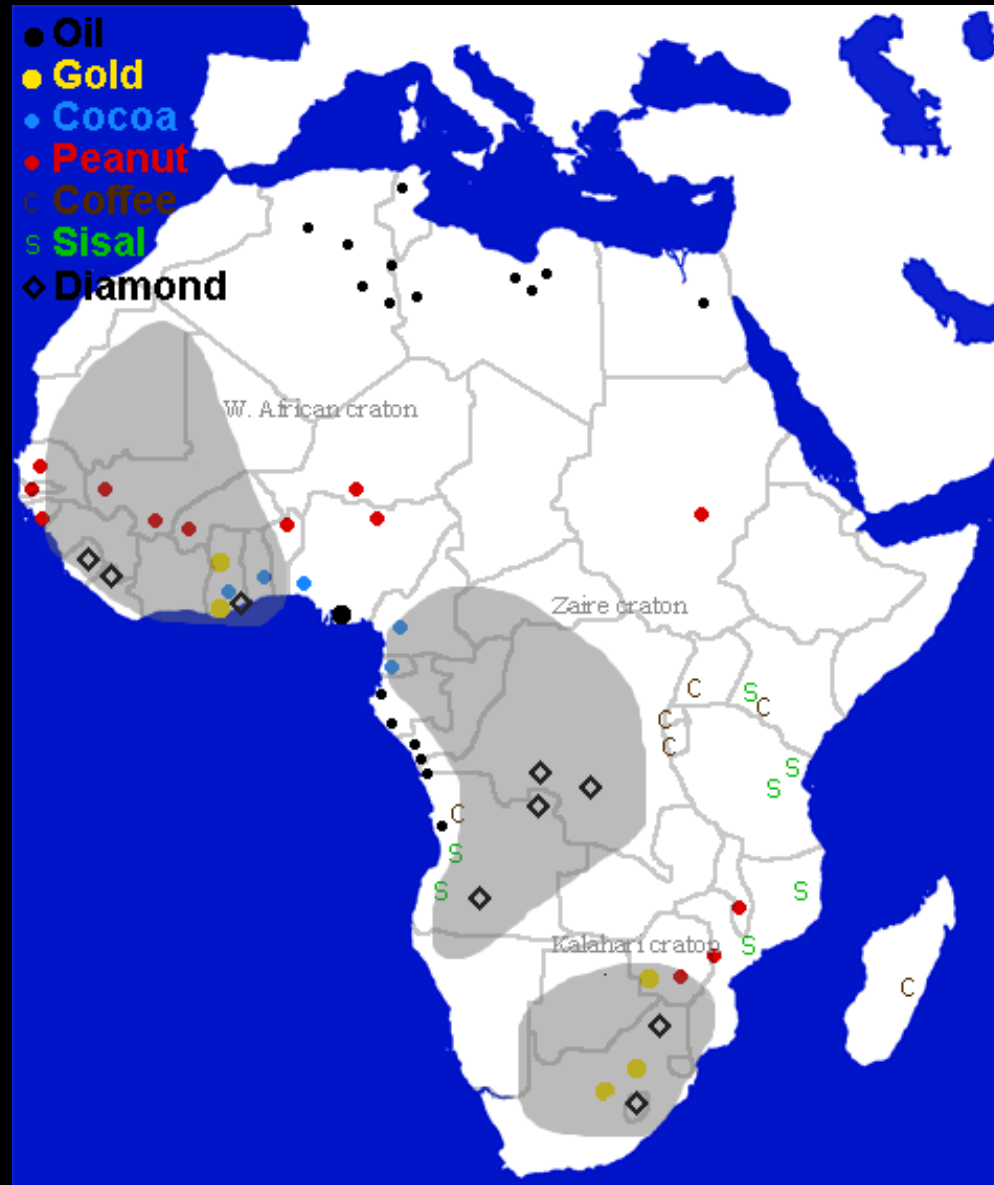 Oil
Gold
Cocoa
Peanut
C Coffee
S Sisal
Diamond
W. African craton
Zaire craton
C
S
C
C
C
S
S
C
S
S
S
Kalahari craton
S
C